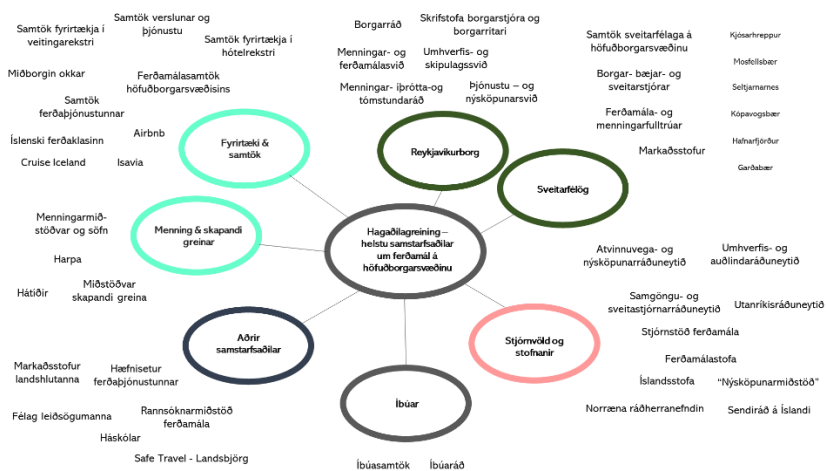 Samtök fyrirtækja í
veitingarekstri
Samtök verslunar og
þjónustu
Samtök fyrirtækja í
hótelrekstri
Miðborgin okkar
Ferðamálasamtök
höfuðborgarsvæðisins
Samtök
ferðaþjónustunnar
Íslenski ferðaklasinn
Airbnb
Cruise Iceland
Isavia
Fyrirtæki &
samtök
Borgarráð
Skrifstofa borgarstjóra og
borgarritari
Menningar- og
ferðamálasvið
Umhverfis- og
skipulagssvið
Menningar- íþrótta-og
tómstundaráð
Þjónustu – og
nýsköpunarsvið
Reykjavíkurborg
Samtök sveitarfélaga á
höfuðborgarsvæðinu
Borgar- bæjar- og
sveitarstjórar
Ferðamála- og
menningarfulltrúar
Markaðsstofur
Kjósarhreppur
Mosfellsbær
Seltjarnarnes
Kópavogsbær
Hafnarfjörður
Garðabær
Sveitarfélög
Menningarmið-
stöðvar og söfn
Harpa
Hátíðir
Miðstöðvar
skapandi greina
Menning & skapandi
greinar
Hagaðilagreining –
helstu samstarfsaðilar
um ferðamál á
höfuðborgarsvæðinu
Atvinnuvega- og
nýsköpunarráðuneytið
Umhverfis- og
auðlindaráðuneytið
Samgöngu- og
sveitastjórnarráðuneytið
Utanríkisráðuneytið
Stjórnstöð ferðamála
Ferðamálastofa
Íslandsstofa
“Nýsköpunarmiðstöð”
Norræna ráðherranefndin
Sendiráð á Íslandi
Stjórnvöld og
stofnanir
Aðrir
samstarfsaðilar
Markaðsstofur
landshlutanna
Hæfnisetur
ferðaþjónustunnar
Félag leiðsögumanna
Rannsóknarmiðstöð
ferðamála
Háskólar
Safe Travel - Landsbjörg
Íbúar
Íbúasamtök
Íbúaráð